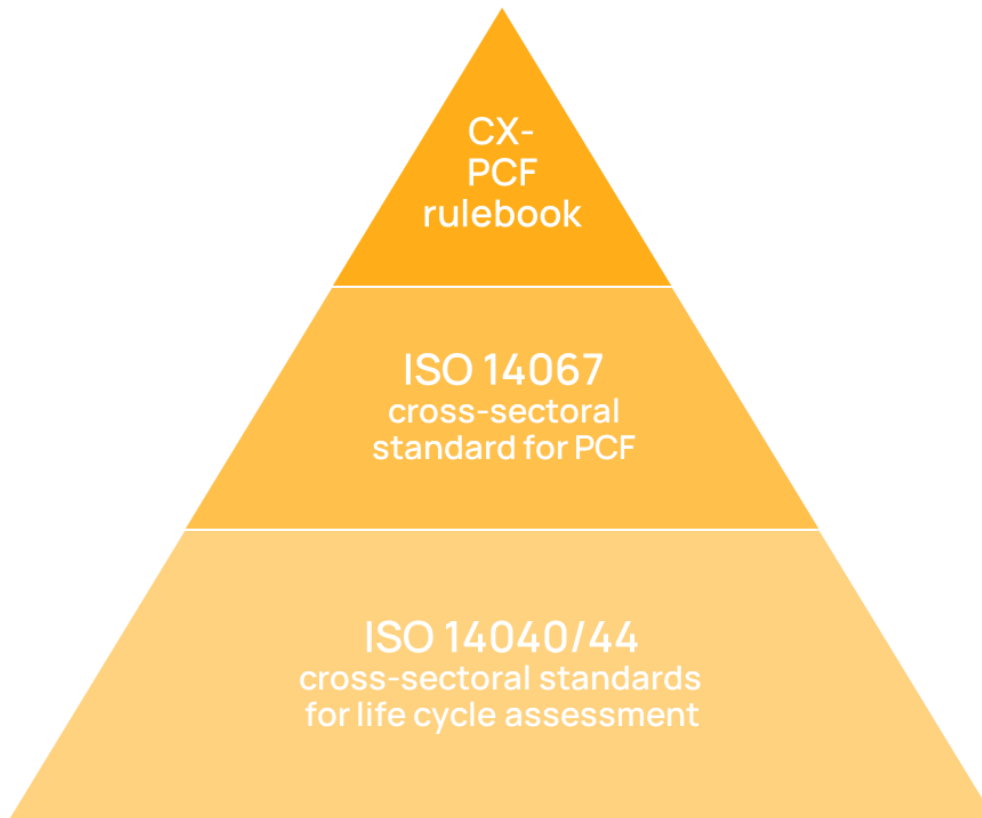 CX-
PCF
rulebook
ISO 14067
cross-sectoral
standard for PCF
ISO 14040/44
cross-sectoral standards
for life cycle assessment